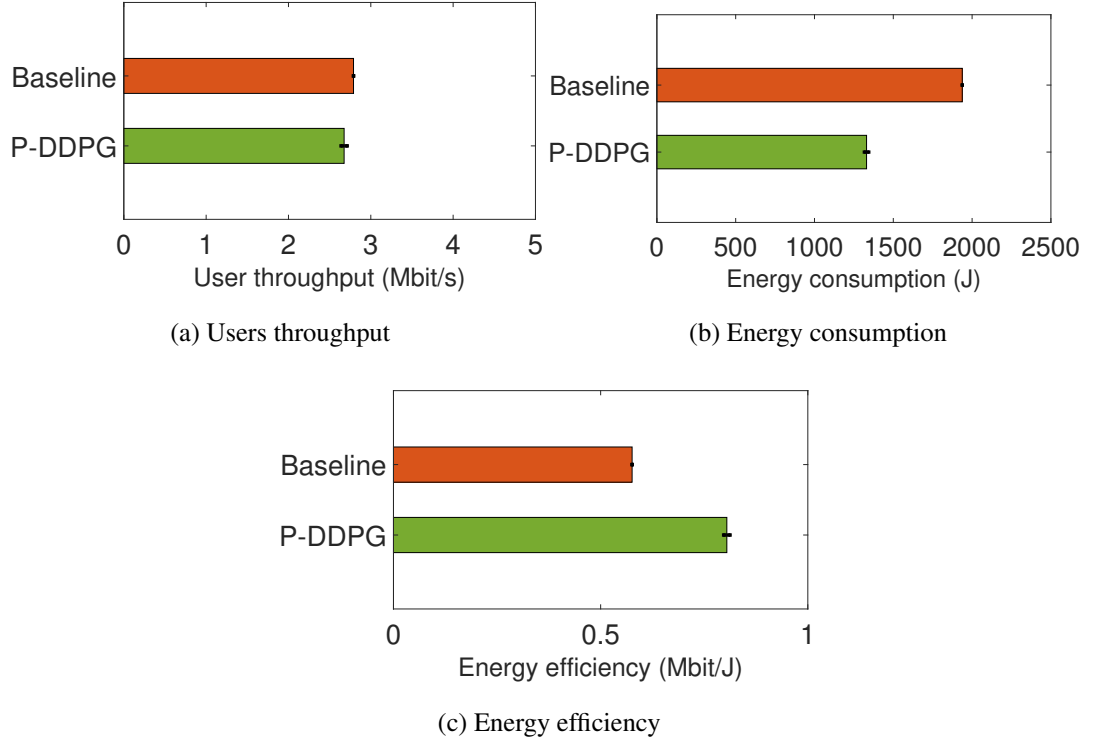 Baseline
P-DDPG
0 1 2 3 4 5
User throughput (Mbit/s)
(a) Users throughput
Baseline
P-DDPG
0 500 1000 1500 2000 2500
Energy consumption (J)
(b) Energy consumption
Baseline
P-DDPG
0 0.5 1
Energy efficiency (Mbit/J)
(c) Energy efficiency